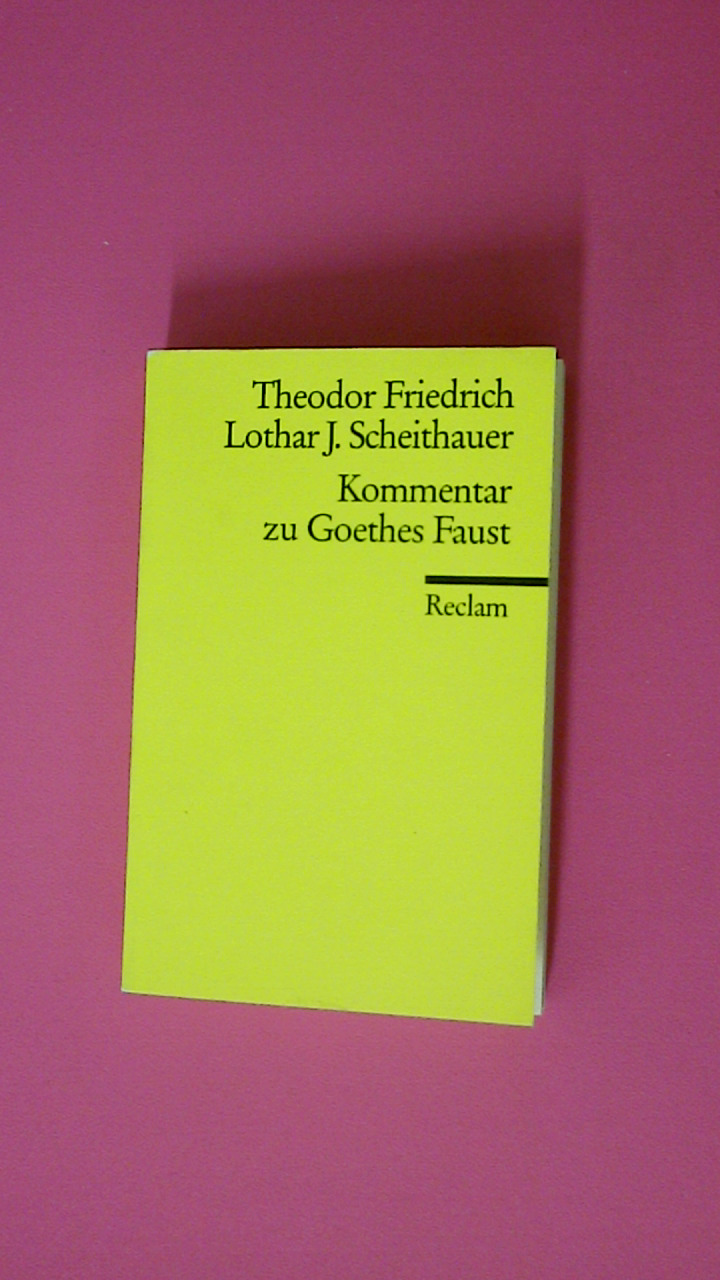 Theodor Friedrich
Lothar J. Scheithauer
Kommentar
zu Goethes Faust
Reclam